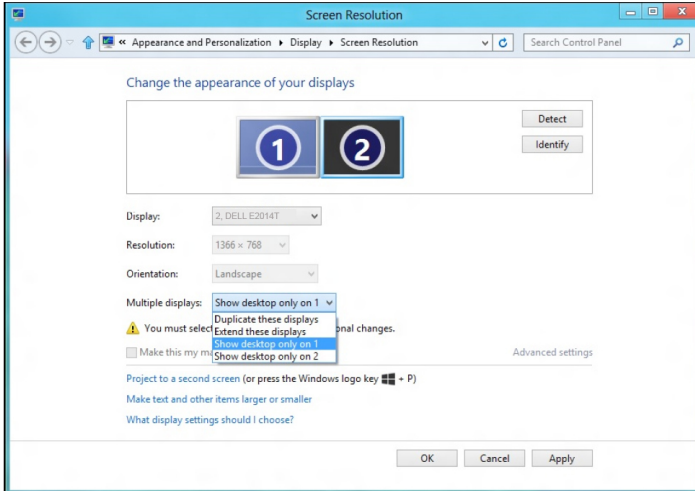 Screen Resolution
« Appearance and Personalization ▸ Display ▸ Screen Resolution
Search Control Panel
Change the appearance of your displays
1
2
Detect
Identify
Display: 2, DELL E2014T
Resolution: 1366 × 768
Orientation: Landscape
Multiple displays: Show desktop only on 1
Duplicate these displays
Extend these displays
Show desktop only on 1
Show desktop only on 2
You must select onal changes.
Make this my m
Advanced settings
Project to a second screen (or press the Windows logo key + P)
Make text and other items larger or smaller
What display settings should I choose?
OK Cancel Apply